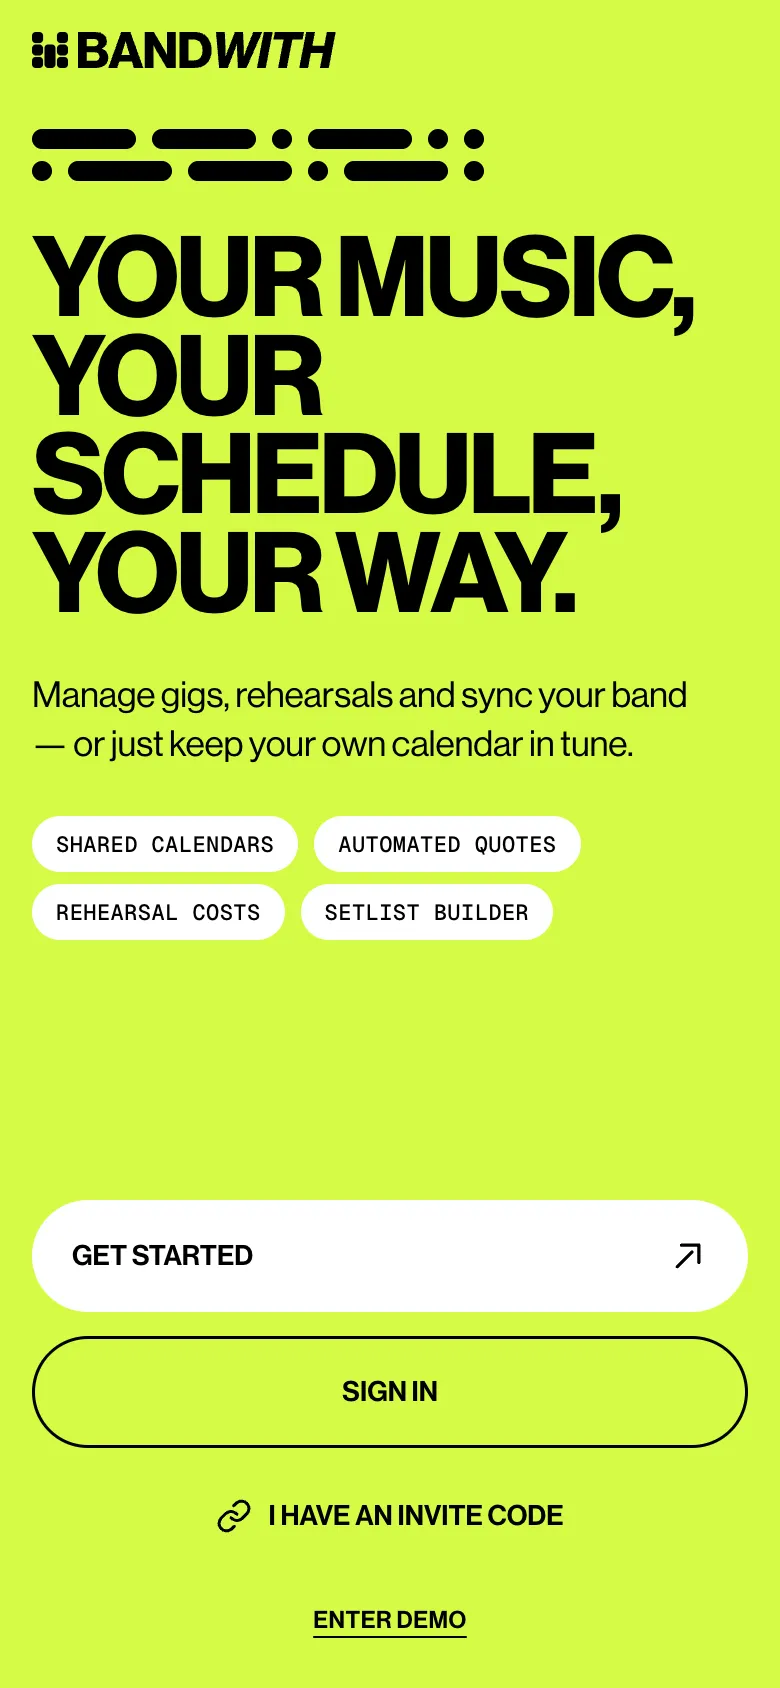 BANDWITH
YOUR MUSIC,
YOUR
SCHEDULE,
YOUR WAY.
Manage gigs, rehearsals and sync your band
— or just keep your own calendar in tune.
SHARED CALENDARS
AUTOMATED QUOTES
REHEARSAL COSTS
SETLIST BUILDER
GET STARTED
SIGN IN
I HAVE AN INVITE CODE
ENTER DEMO